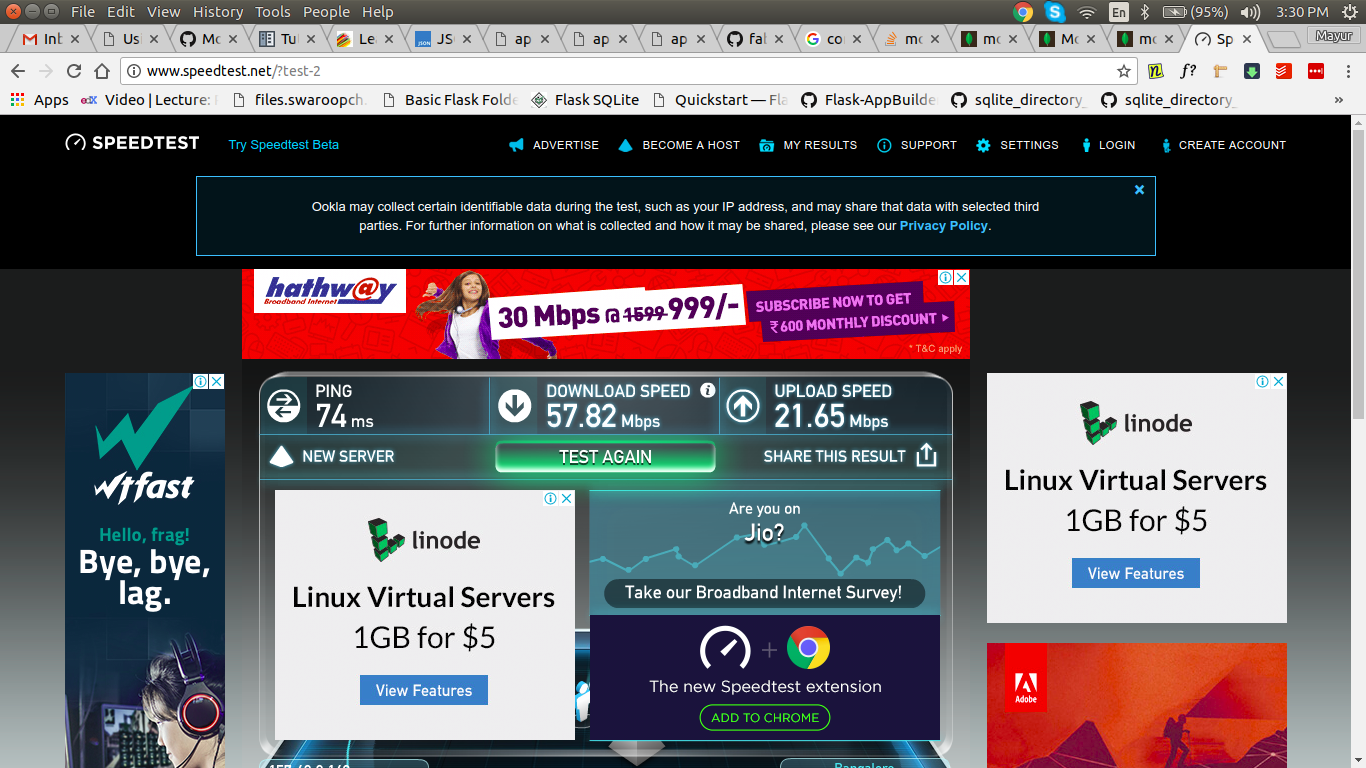 File Edit View History Tools People Help
En (95%) 3:30 PM
Inb Usi Mo Tu Le JS ap ap ap fal co mo mo Mo mo Sp Mayur
www.speedtest.net/?test-2 f?
Apps edX Video | Lecture: files.swaroopch. Basic Flask Folde Flask SQLite Quickstart — Fla Flask-AppBuilde sqlite_directory_ sqlite_directory_ »
SPEEDTEST Try Speedtest Beta ADVERTISE BECOME A HOST MY RESULTS SUPPORT SETTINGS LOGIN CREATE ACCOUNT
Ookla may collect certain identifiable data during the test, such as your IP address, and may share that data with selected third
parties. For further information on what is collected and how it may be shared, please see our Privacy Policy.
hathw@y
Broadband Internet
30 Mbps @ 1599 999/-
SUBSCRIBE NOW TO GET
₹600 MONTHLY DISCOUNT
* T&C apply
PING
74 ms
DOWNLOAD SPEED
57.82 Mbps
UPLOAD SPEED
21.65 Mbps
NEW SERVER TEST AGAIN SHARE THIS RESULT
wtfast
Hello, frag!
Bye, bye,
lag.
linode
Linux Virtual Servers
1GB for $5
View Features
Are you on
Jio?
Take our Broadband Internet Survey!
The new Speedtest extension
ADD TO CHROME
linode
Linux Virtual Servers
1GB for $5
View Features
Adobe
Bangalore